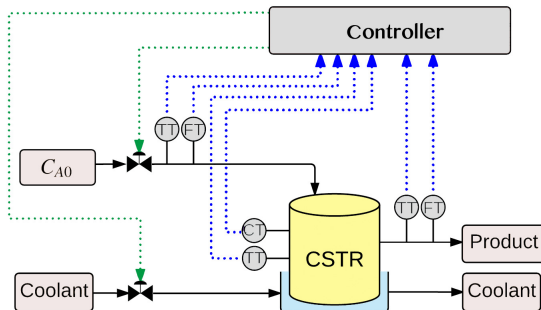 Controller
TT FT
C_{A0}
TT FT
CT
Product
TT
CSTR
Coolant
Coolant